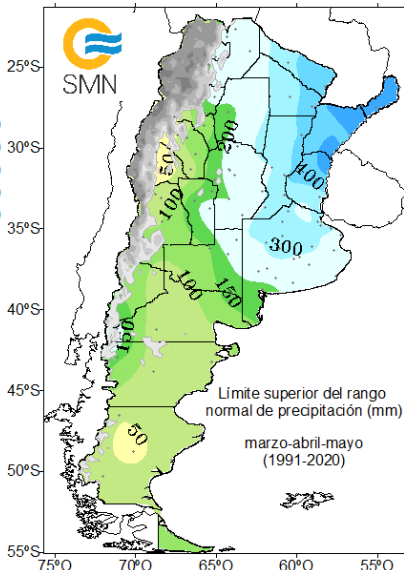 SMN
25°S
30°S
35°S
40°S
45°S
50°S
55°S
200
50
100
400
300
100
150
150
50
Límite superior del rango
normal de precipitación (mm)
marzo-abril-mayo
(1991-2020)
75°O
70°O
65°O
60°O
55°O